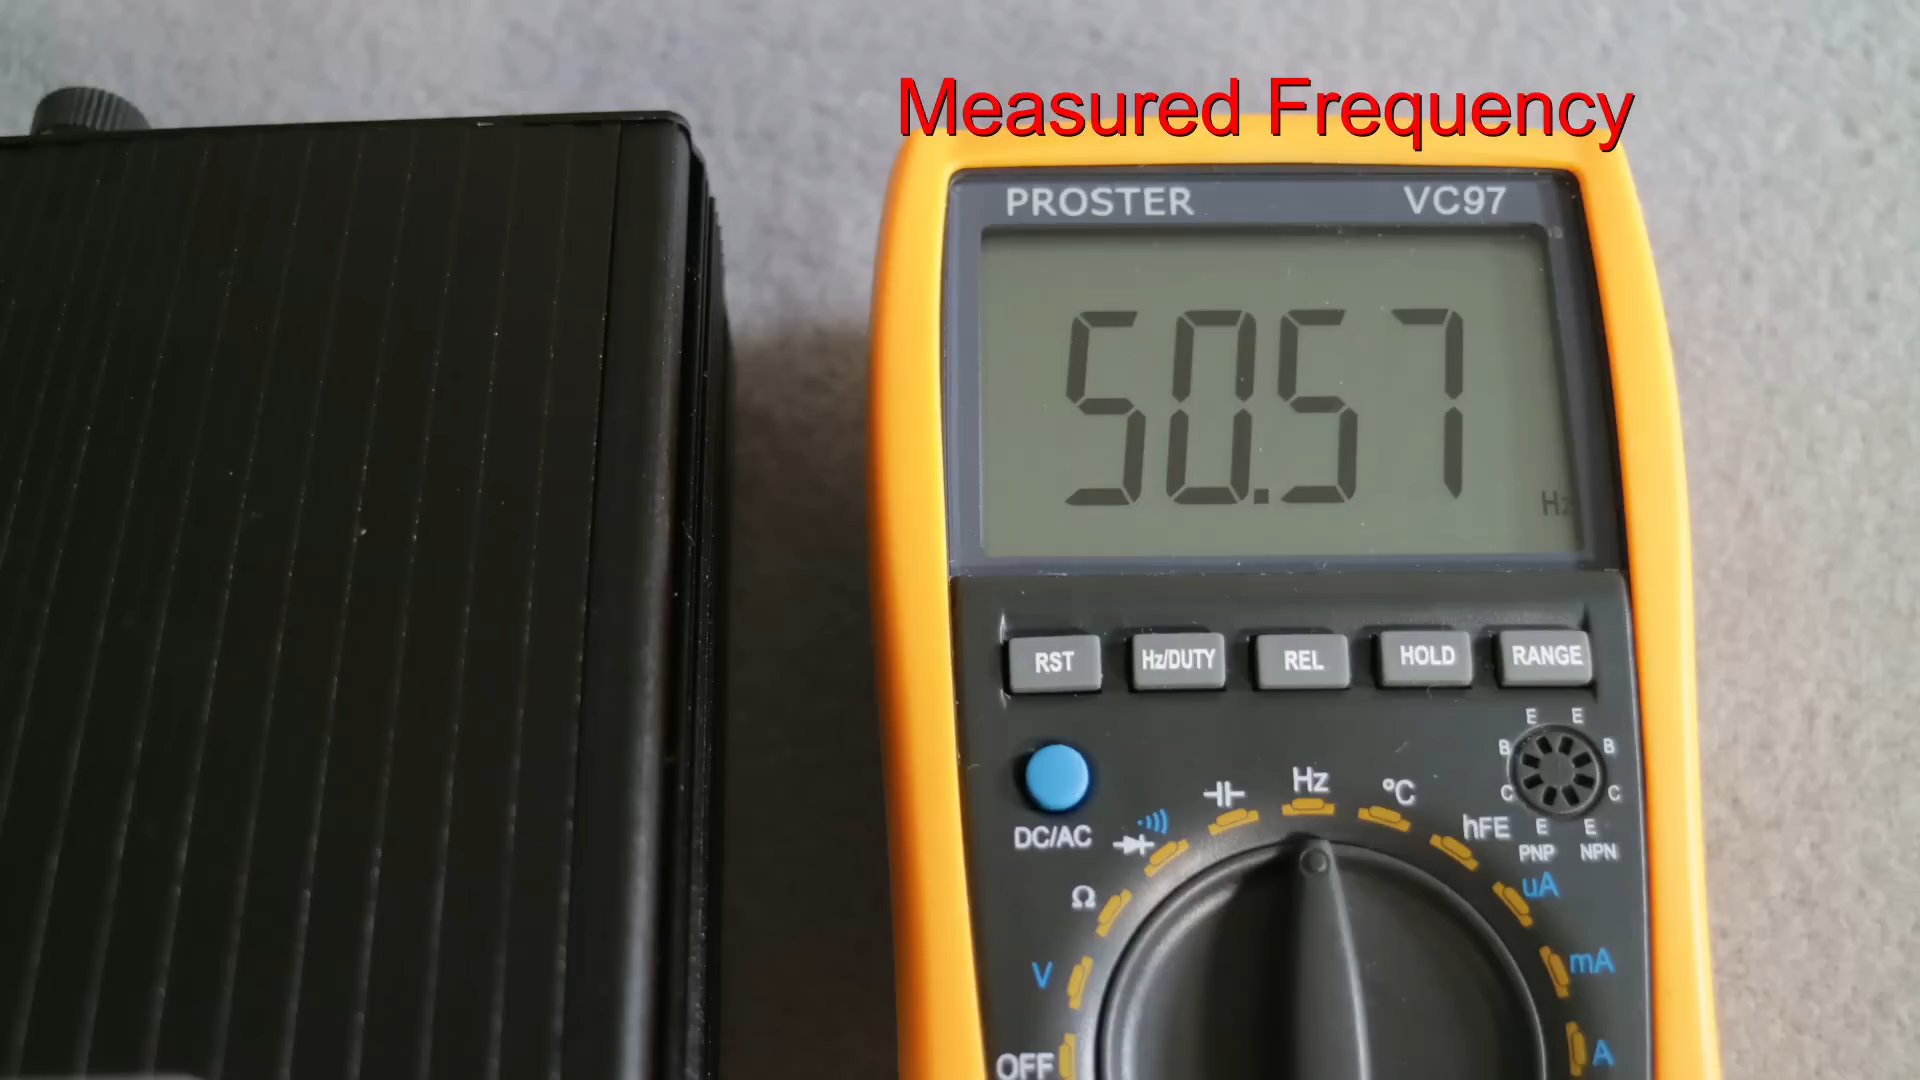 Measured Frequency
PROSTER VC97
50.57
Hz
RST Hz/DUTY REL HOLD RANGE
E E
B B
C C
E E
PNP NPN
DC/AC
Hz
°C
hFE
Ω
uA
V
mA
OFF
A